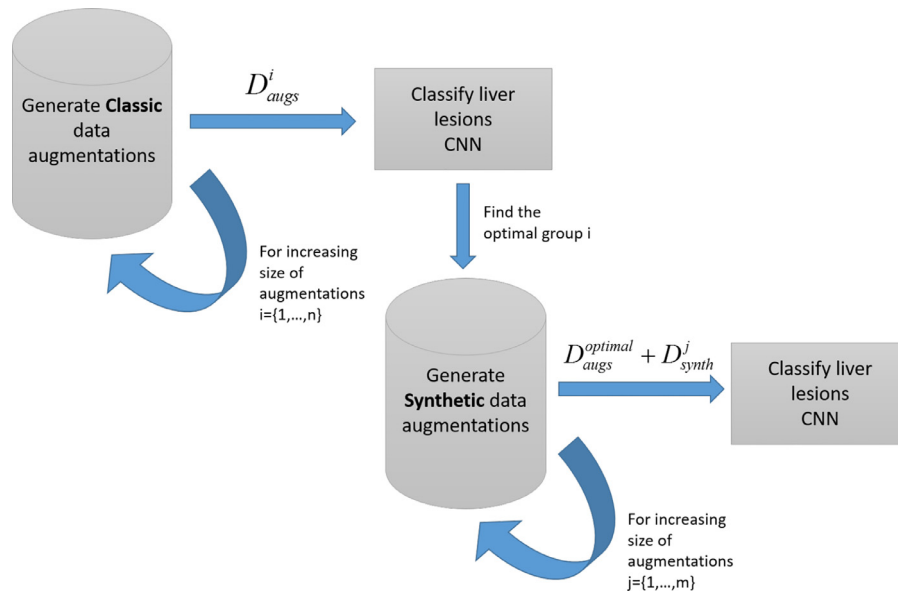 Generate Classic
data
augmentations
D^i_augs
Classify liver
lesions
CNN
For increasing
size of
augmentations
i={1,...,n}
Find the
optimal group i
Generate
Synthetic data
augmentations
D^optimal_augs + D^j_synth
Classify liver
lesions
CNN
For increasing
size of
augmentations
j={1,...,m}